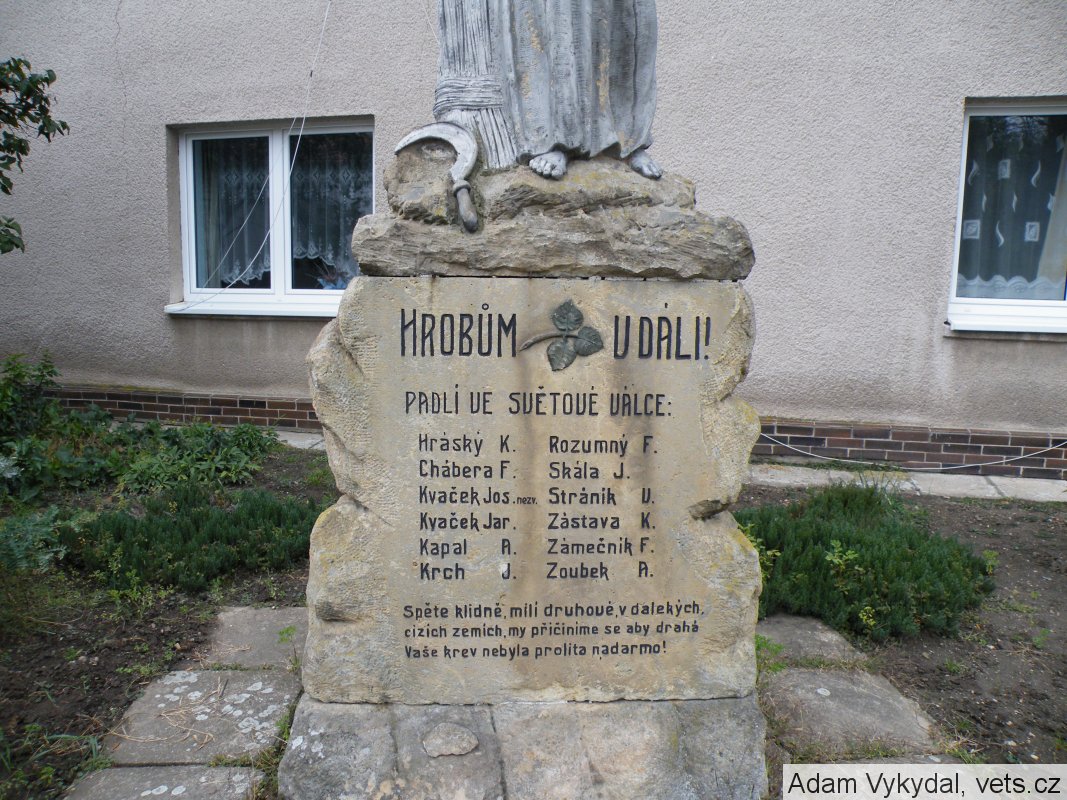 HROBŮM V DÁLI!
PADLÍ VE SVĚTOVÉ VÁLCE:
Hráský K. Rozumný F.
Chábera F. Skála J.
Kvaček Jos. nezv. Stránik V.
Kvaček Jar. Zástava K.
Kapal A. Zámečník F.
Krch J. Zoubek A.
Spěte klidně, milí druhové, v dalekých,
cizích zemích, my přičiníme se aby drahá
Vaše krev nebyla prolita nadarmo!
Adam Vykydal, vets.cz